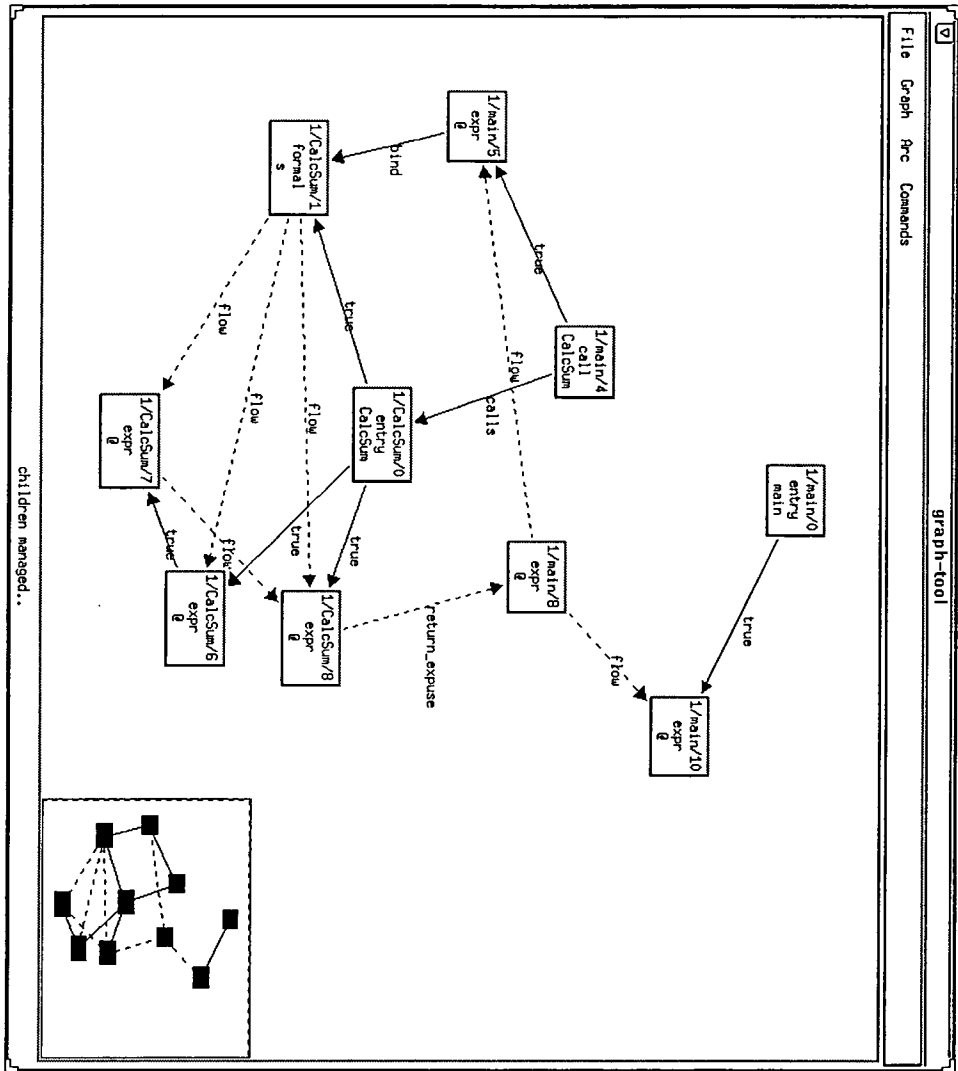 graph-tool
File Graph Arc Commands
1/main/0
entry
main
true
1/main/10
expr
@
1/main/4
call
CalcSum
true
calls
flow
flow
1/main/8
expr
@
1/main/5
expr
@
bind
1/CalcSum/0
entry
CalcSum
true
true
true
return_expuse
1/CalcSum/1
formal
s
flow
flow
flow
1/CalcSum/8
expr
@
flow
1/CalcSum/6
expr
@
true
1/CalcSum/7
expr
@
children managed..